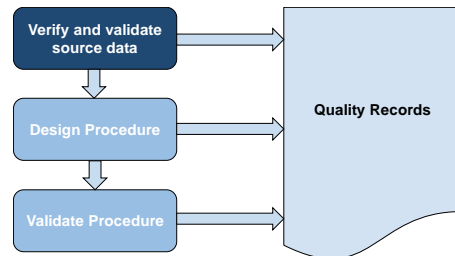 Verify and validate
source data
Design Procedure
Quality Records
Validate Procedure